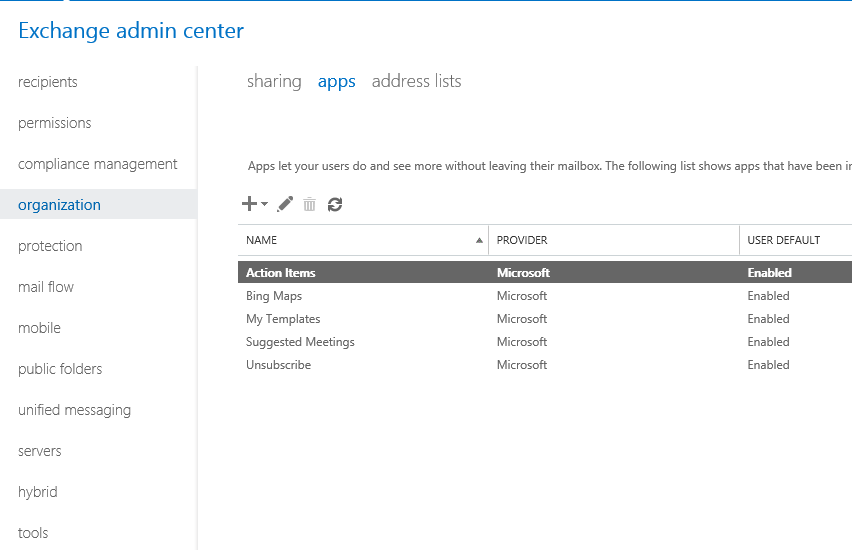 Exchange admin center
recipients
permissions
compliance management
organization
protection
mail flow
mobile
public folders
unified messaging
servers
hybrid
tools
sharing apps address lists
Apps let your users do and see more without leaving their mailbox. The following list shows apps that have been in
NAME PROVIDER USER DEFAULT
Action Items Microsoft Enabled
Bing Maps Microsoft Enabled
My Templates Microsoft Enabled
Suggested Meetings Microsoft Enabled
Unsubscribe Microsoft Enabled